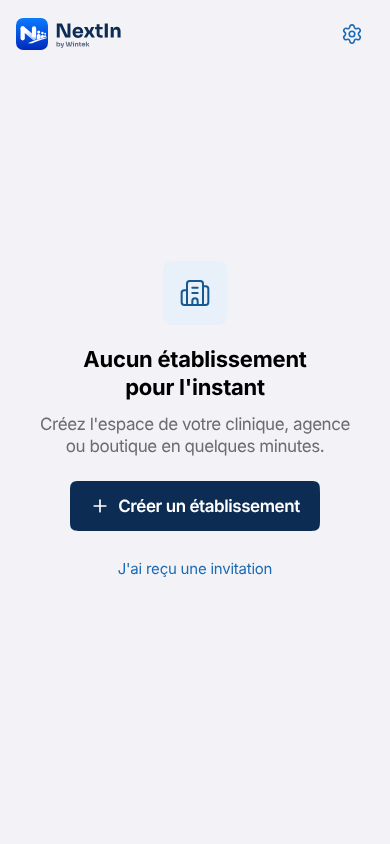 NextIn
by Wintek
Aucun établissement
pour l'instant
Créez l'espace de votre clinique, agence
ou boutique en quelques minutes.
Créer un établissement
J'ai reçu une invitation